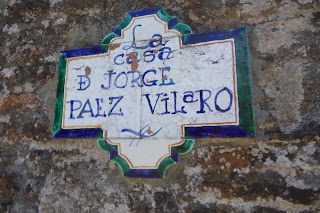 La
casa
D JORGE
PAEZ VILaRO